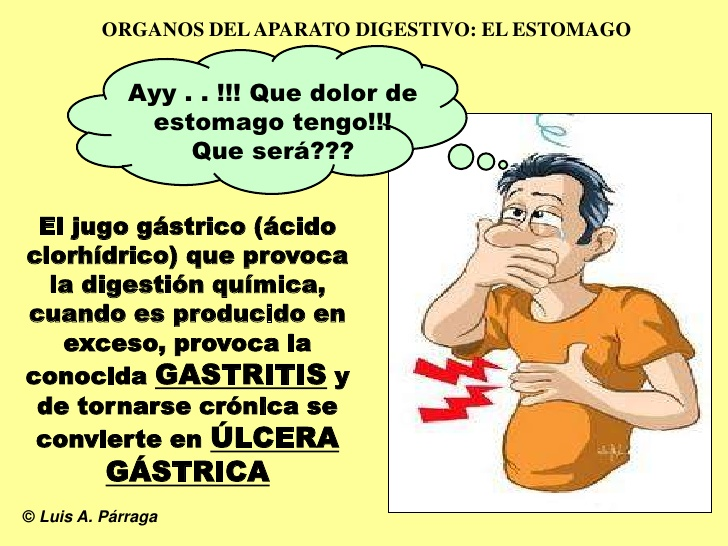 ORGANOS DEL APARATO DIGESTIVO: EL ESTOMAGO
Ayy . . !!! Que dolor de
estomago tengo!!!
Que será???
El jugo gástrico (ácido
clorhídrico) que provoca
la digestión química,
cuando es producido en
exceso, provoca la
conocida GASTRITIS y
de tornarse crónica se
convierte en ÚLCERA
GÁSTRICA
© Luis A. Párraga